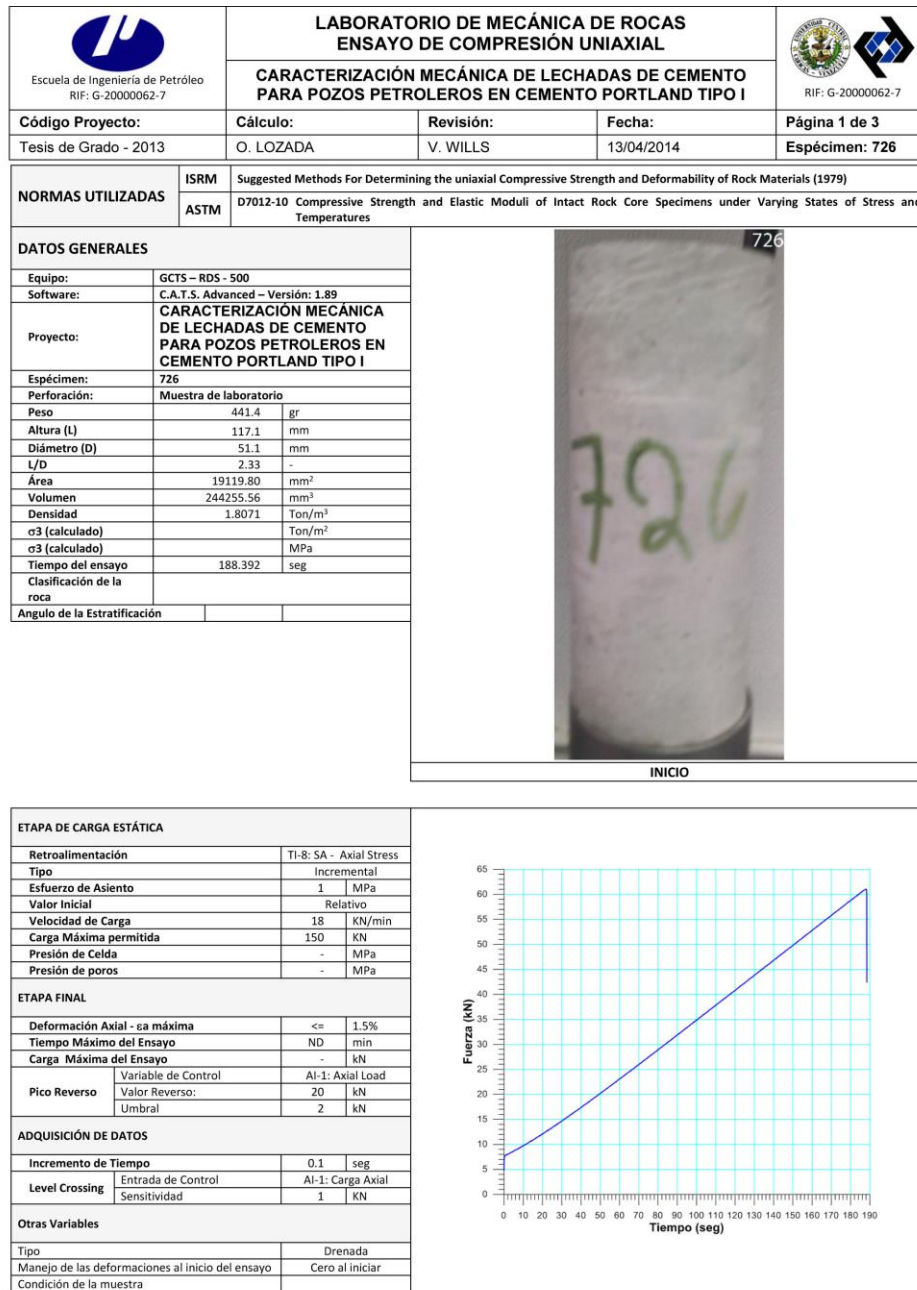 LABORATORIO DE MECÁNICA DE ROCAS
ENSAYO DE COMPRESIÓN UNIAXIAL
CARACTERIZACIÓN MECÁNICA DE LECHADAS DE CEMENTO
PARA POZOS PETROLEROS EN CEMENTO PORTLAND TIPO I
Escuela de Ingeniería de Petróleo
RIF: G-20000062-7
RIF: G-20000062-7
Código Proyecto: Cálculo: Revisión: Fecha: Página 1 de 3
Tesis de Grado - 2013 O. LOZADA V. WILLS 13/04/2014 Espécimen: 726
NORMAS UTILIZADAS
ISRM Suggested Methods For Determining the uniaxial Compressive Strength and Deformability of Rock Materials (1979)
ASTM D7012-10 Compressive Strength and Elastic Moduli of Intact Rock Core Specimens under Varying States of Stress and
Temperatures
DATOS GENERALES
Equipo: GCTS – RDS - 500
Software: C.A.T.S. Advanced – Versión: 1.89
Proyecto: CARACTERIZACIÓN MECÁNICA
DE LECHADAS DE CEMENTO
PARA POZOS PETROLEROS EN
CEMENTO PORTLAND TIPO I
Espécimen: 726
Perforación: Muestra de laboratorio
Peso 441.4 gr
Altura (L) 117.1 mm
Diámetro (D) 51.1 mm
L/D 2.33 -
Área 19119.80 mm²
Volumen 244255.56 mm³
Densidad 1.8071 Ton/m³
σ3 (calculado) Ton/m²
σ3 (calculado) MPa
Tiempo del ensayo 188.392 seg
Clasificación de la
roca
Angulo de la Estratificación
726
726
INICIO
ETAPA DE CARGA ESTÁTICA
Retroalimentación TI-8: SA - Axial Stress
Tipo Incremental
Esfuerzo de Asiento 1 MPa
Valor Inicial Relativo
Velocidad de Carga 18 KN/min
Carga Máxima permitida 150 KN
Presión de Celda - MPa
Presión de poros - MPa
ETAPA FINAL
Deformación Axial - εa máxima <= 1.5%
Tiempo Máximo del Ensayo ND min
Carga Máxima del Ensayo - kN
Pico Reverso
Variable de Control AI-1: Axial Load
Valor Reverso: 20 kN
Umbral 2 kN
ADQUISICIÓN DE DATOS
Incremento de Tiempo 0.1 seg
Level Crossing
Entrada de Control AI-1: Carga Axial
Sensitividad 1 KN
Otras Variables
Tipo Drenada
Manejo de las deformaciones al inicio del ensayo Cero al iniciar
Condición de la muestra
65
60
55
50
45
40
35
30
25
20
15
10
5
0
Fuerza (kN)
0 10 20 30 40 50 60 70 80 90 100 110 120 130 140 150 160 170 180 190
Tiempo (seg)